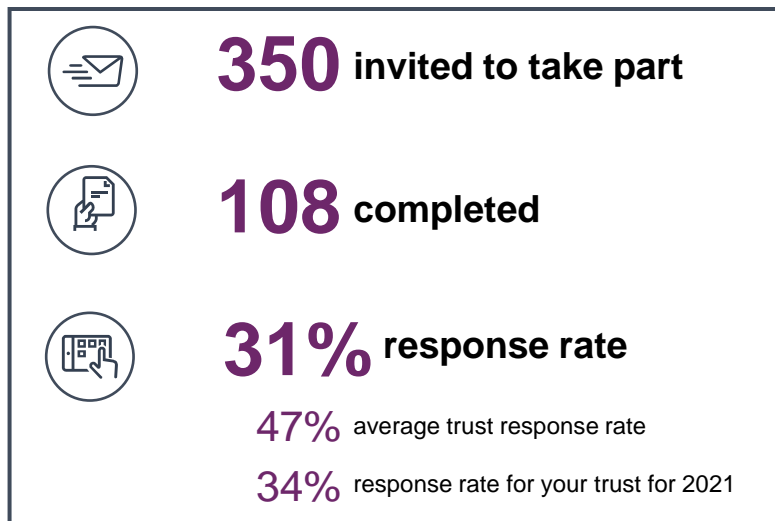 350 invited to take part
108 completed
31% response rate
47% average trust response rate
34% response rate for your trust for 2021